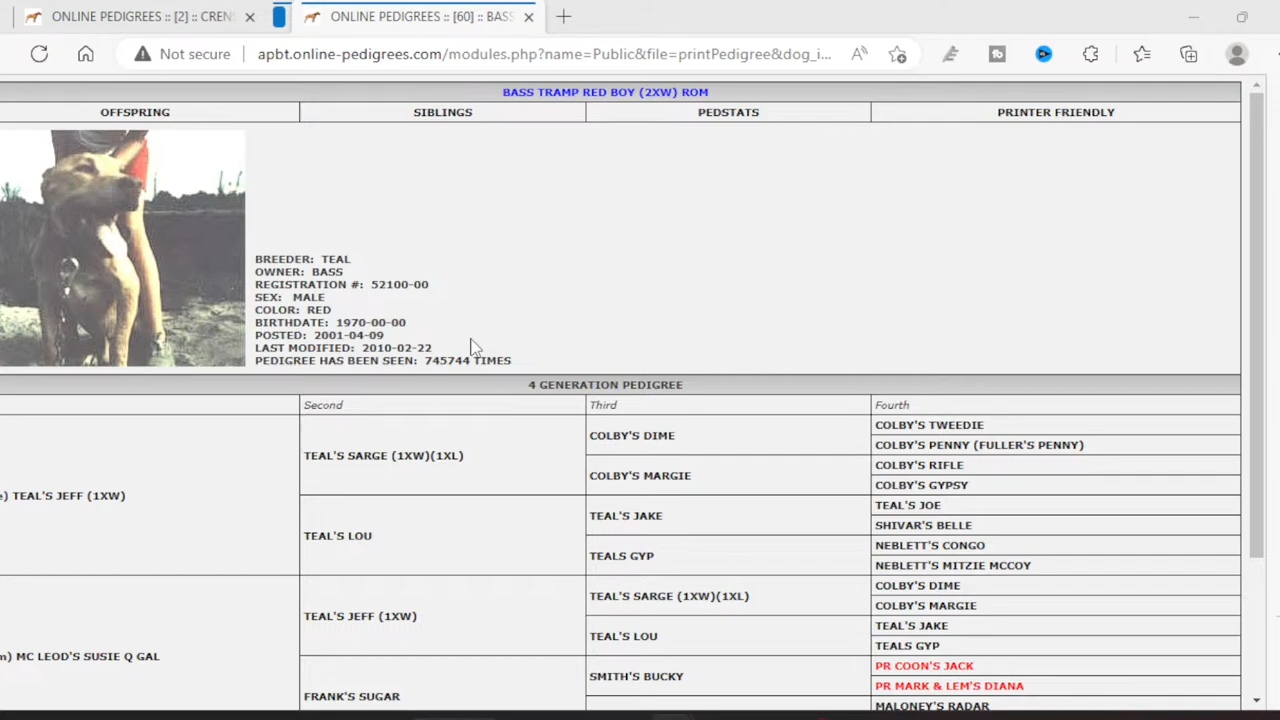 ONLINE PEDIGREES :: [2] :: CREN
ONLINE PEDIGREES :: [60] :: BASS
Not secure
apbt.online-pedigrees.com/modules.php?name=Public&file=printPedigree&dog_i...
BASS TRAMP RED BOY (2XW) ROM
OFFSPRING
SIBLINGS
PEDSTATS
PRINTER FRIENDLY
BREEDER: TEAL
OWNER: BASS
REGISTRATION #: 52100-00
SEX: MALE
COLOR: RED
BIRTHDATE: 1970-00-00
POSTED: 2001-04-09
LAST MODIFIED: 2010-02-22
PEDIGREE HAS BEEN SEEN: 745744 TIMES
4 GENERATION PEDIGREE
Second
Third
Fourth
e) TEAL'S JEFF (1XW)
TEAL'S SARGE (1XW)(1XL)
COLBY'S DIME
COLBY'S TWEEDIE
COLBY'S PENNY (FULLER'S PENNY)
COLBY'S MARGIE
COLBY'S RIFLE
COLBY'S GYPSY
TEAL'S LOU
TEAL'S JAKE
TEAL'S JOE
SHIVAR'S BELLE
TEALS GYP
NEBLETT'S CONGO
NEBLETT'S MITZIE MCCOY
m) MC LEOD'S SUSIE Q GAL
TEAL'S JEFF (1XW)
TEAL'S SARGE (1XW)(1XL)
COLBY'S DIME
COLBY'S MARGIE
TEAL'S LOU
TEAL'S JAKE
TEALS GYP
FRANK'S SUGAR
SMITH'S BUCKY
PR COON'S JACK
PR MARK & LEM'S DIANA
MALONEY'S RADAR